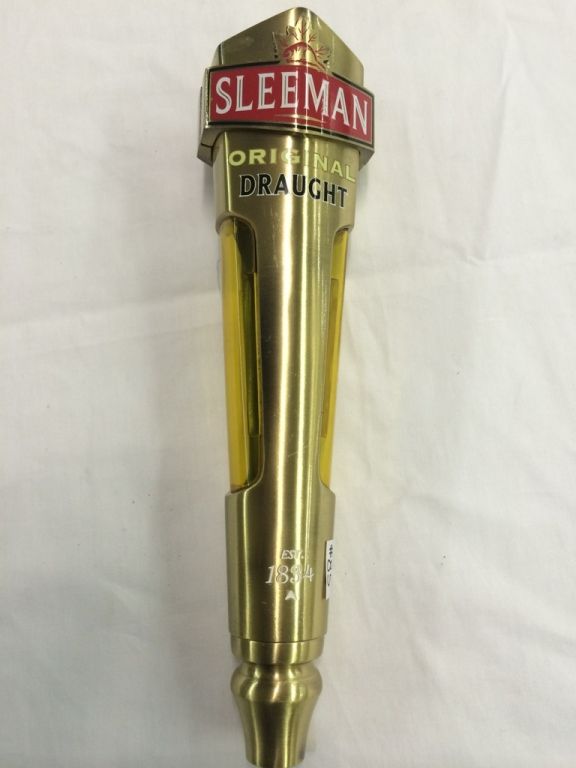 SLEEMAN
ORIGINAL
DRAUGHT
EST.
1834